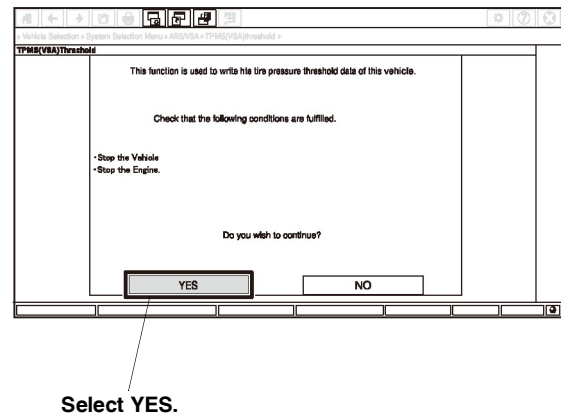 ▸ Vehicle Selection ▸ System Selection Menu ▸ ABS/VSA ▸ TPMS(VSA)threshold ▸
TPMS(VSA)Threshold
This function is used to write hte tire pressure threshold data of this vehicle.
Check that the following conditions are fulfilled.
・Stop the Vehicle
・Stop the Engine.
Do you wish to continue?
YES NO
Select YES.